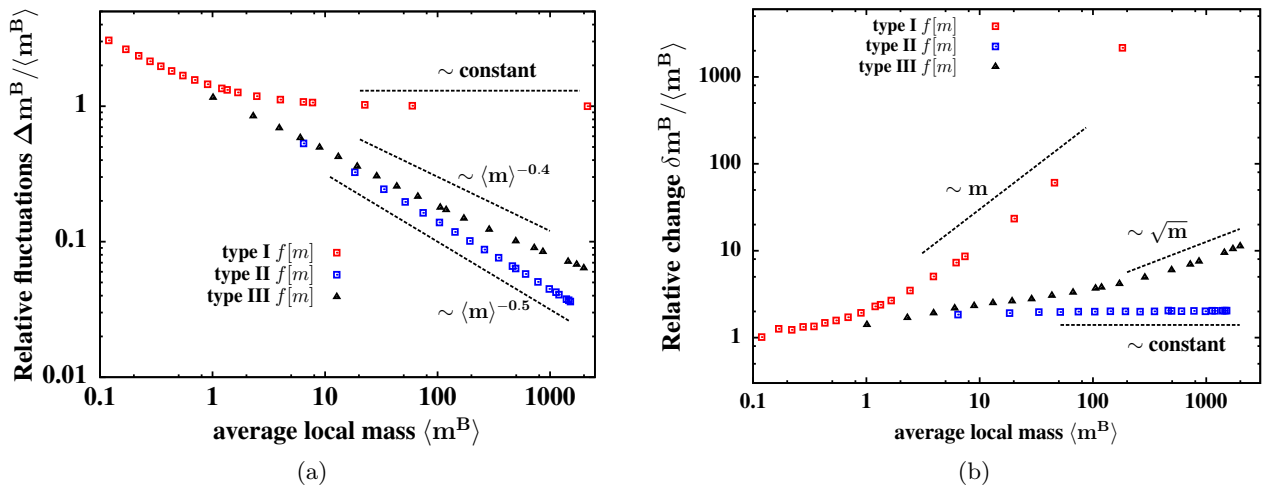 Relative fluctuations Δm^B/⟨m^B⟩
1
0.1
0.01
0.1
1
10
100
1000
average local mass ⟨m^B⟩
∼ constant
∼ ⟨m⟩^−0.4
∼ ⟨m⟩^−0.5
type I f[m]
type II f[m]
type III f[m]
(a)
Relative change δm^B/⟨m^B⟩
1000
100
10
1
0.1
1
10
100
1000
average local mass ⟨m^B⟩
type I f[m]
type II f[m]
type III f[m]
∼ m
∼ √m
∼ constant
(b)